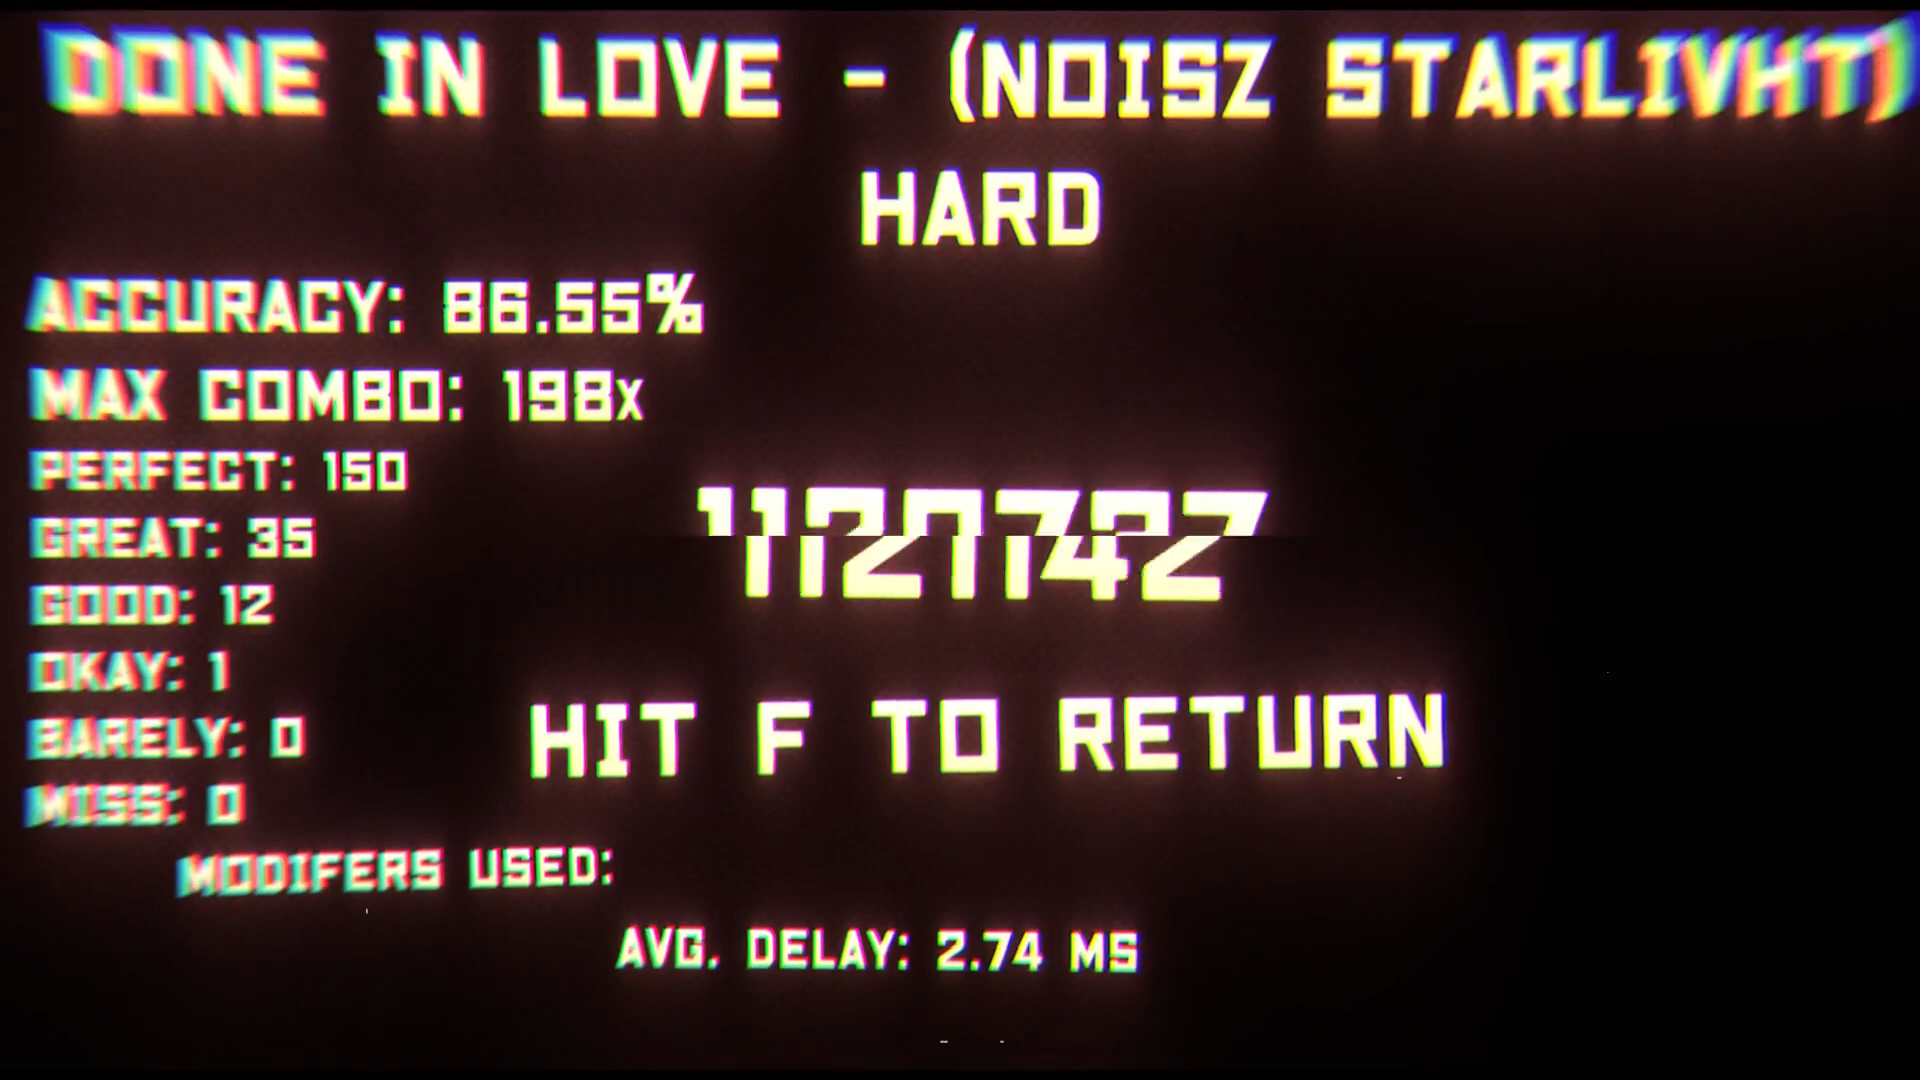 DONE IN LOVE - (NOISZ STARLIVHT)
HARD
ACCURACY: 86.55%
MAX COMBO: 198x
PERFECT: 150
GREAT: 35
GOOD: 12
OKAY: 1
BARELY: 0
MISS: 0
1120742
HIT F TO RETURN
MODIFERS USED:
AVG. DELAY: 2.74 MS